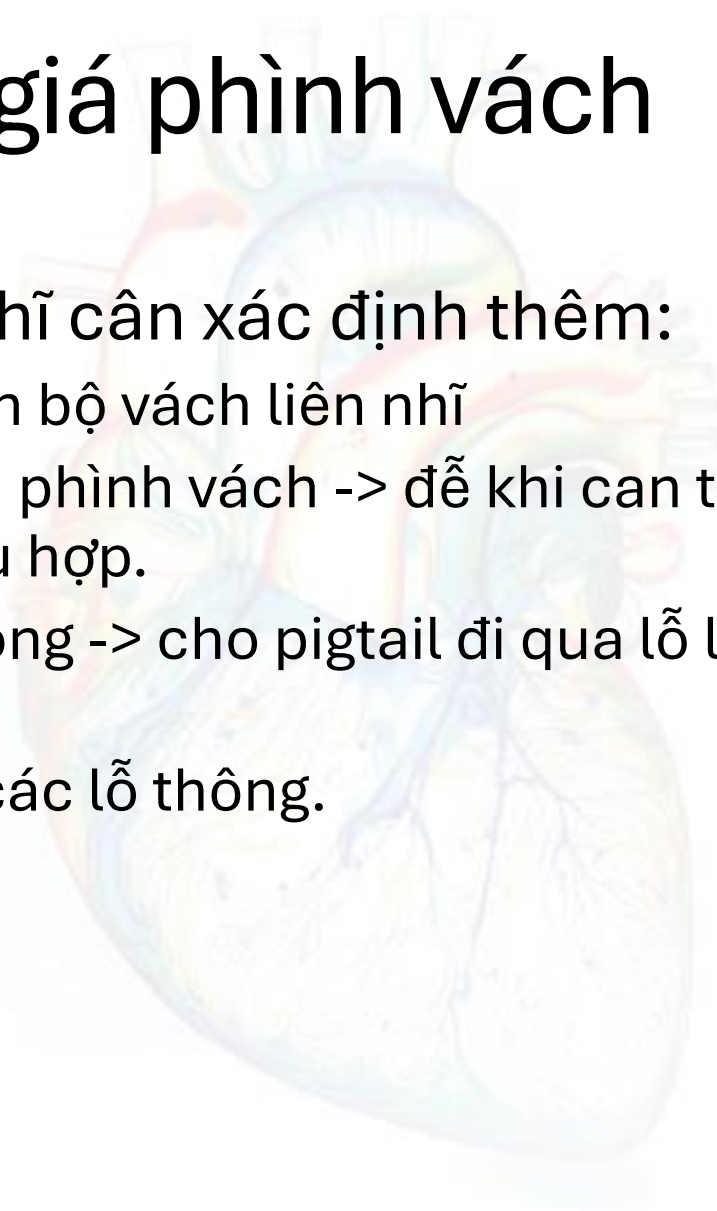 giá phình vách
hĩ cân xác định thêm:
n bộ vách liên nhĩ
phình vách -> đễ khi can t
u hợp.
ông -> cho pigtail đi qua lỗ l
các lỗ thông.